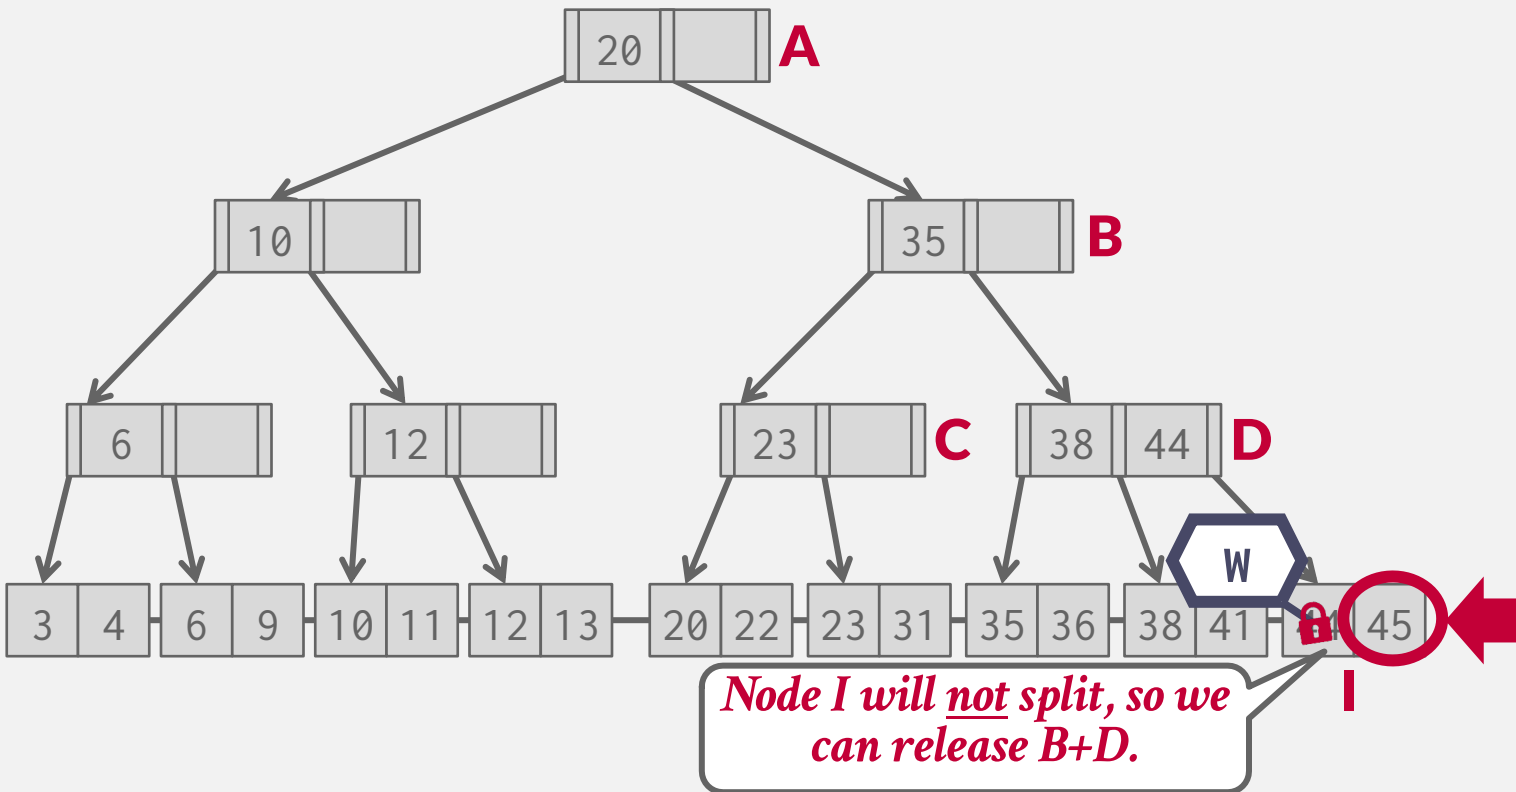 20 A
10 35 B
6 12 23 C 38 44 D
W
3 4 6 9 10 11 12 13 20 22 23 31 35 36 38 41 44 45
I
Node I will not split, so we
can release B+D.